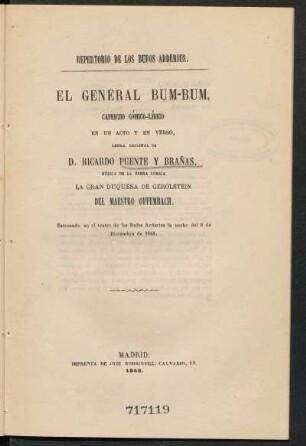 REPERTORIO DE LOS BUFOS ARDERIUS.
EL GENERAL BUM-BUM,
CAPRICHO CÓMICO-LÍRICO
EN UN ACTO Y EN VERSO,
LETRA ORIGINAL DE
D. RICARDO PUENTE Y BRAÑAS,
MÚSICA DE LA ÓPERA CÓMICA
LA GRAN DUQUESA DE GEROLSTEIN
DEL MAESTRO OFFENBACH.
Estrenado en el teatro de los Bufos Arderius la noche del 8 de
Diciembre de 1868.
MADRID:
IMPRENTA DE JOSÉ RODRIGUEZ, CALVARIO, 18.
1868.
717119